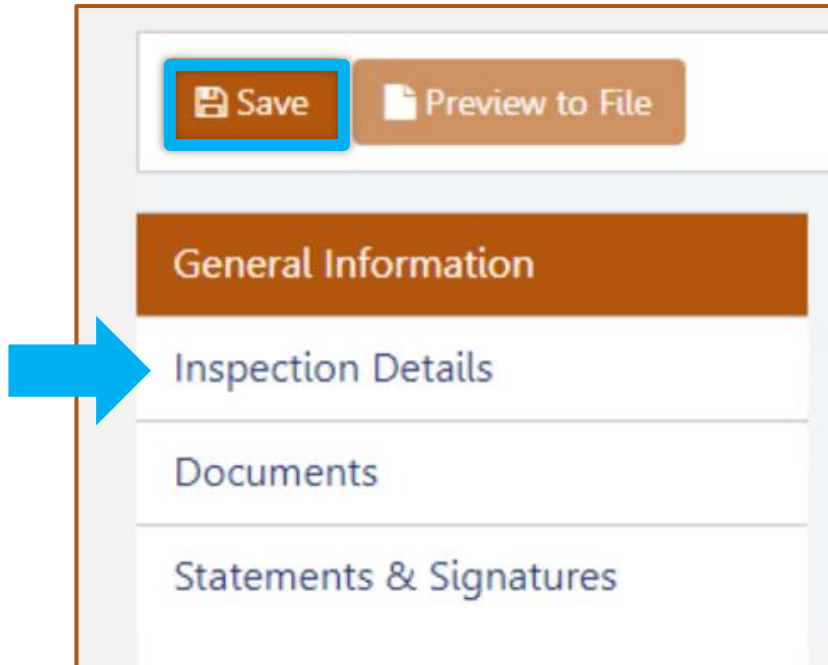 Save Preview to File
General Information
Inspection Details
Documents
Statements & Signatures